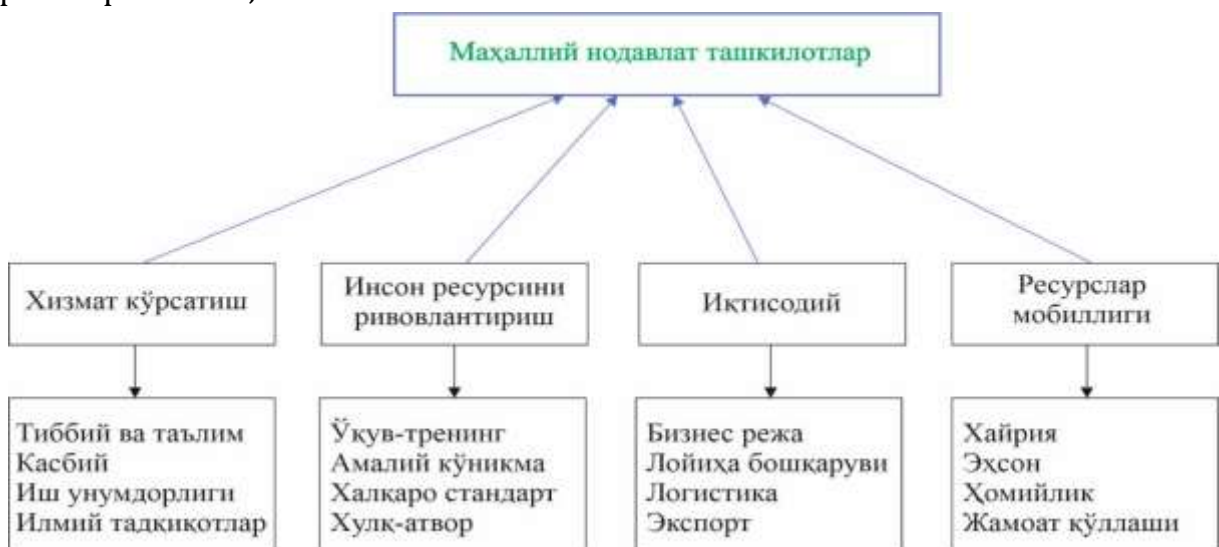 Маҳаллий нодавлат ташкилотлар
Хизмат кўрсатиш
Инсон ресурсини
ривовлантириш
Иқтисодий
Ресурслар
мобиллиги
Тиббий ва таълим
Касбий
Иш унумдорлиги
Илмий тадқиқотлар
Ўқув-тренинг
Амалий кўникма
Халқаро стандарт
Хулқ-атвор
Бизнес режа
Лойиҳа бошқаруви
Логистика
Экспорт
Хайрия
Эҳсон
Ҳомийлик
Жамоат қўллаши